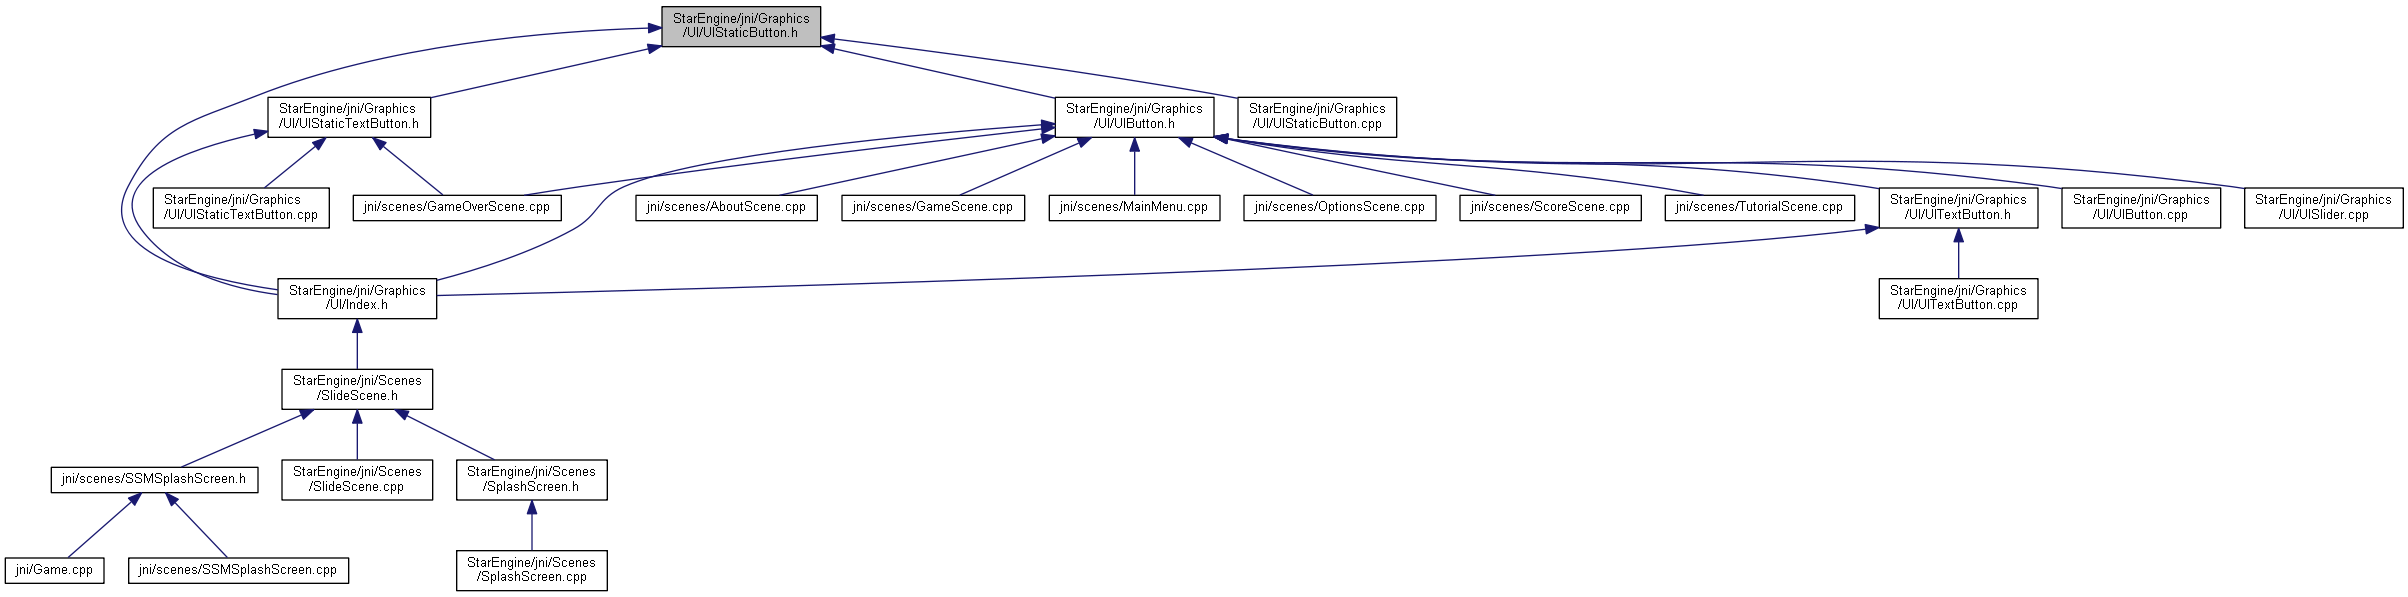 StarEngine/jni/Graphics
/UI/UIStaticButton.h
StarEngine/jni/Graphics
/UI/UIStaticTextButton.h
StarEngine/jni/Graphics
/UI/UIButton.h
StarEngine/jni/Graphics
/UI/UIStaticButton.cpp
StarEngine/jni/Graphics
/UI/UIStaticTextButton.cpp
jni/scenes/GameOverScene.cpp
jni/scenes/AboutScene.cpp
jni/scenes/GameScene.cpp
jni/scenes/MainMenu.cpp
jni/scenes/OptionsScene.cpp
jni/scenes/ScoreScene.cpp
jni/scenes/TutorialScene.cpp
StarEngine/jni/Graphics
/UI/UITextButton.h
StarEngine/jni/Graphics
/UI/UIButton.cpp
StarEngine/jni/Graphics
/UI/UISlider.cpp
StarEngine/jni/Graphics
/UI/Index.h
StarEngine/jni/Graphics
/UI/UITextButton.cpp
StarEngine/jni/Scenes
/SlideScene.h
jni/scenes/SSMSplashScreen.h
StarEngine/jni/Scenes
/SlideScene.cpp
StarEngine/jni/Scenes
/SplashScreen.h
jni/Game.cpp
jni/scenes/SSMSplashScreen.cpp
StarEngine/jni/Scenes
/SplashScreen.cpp